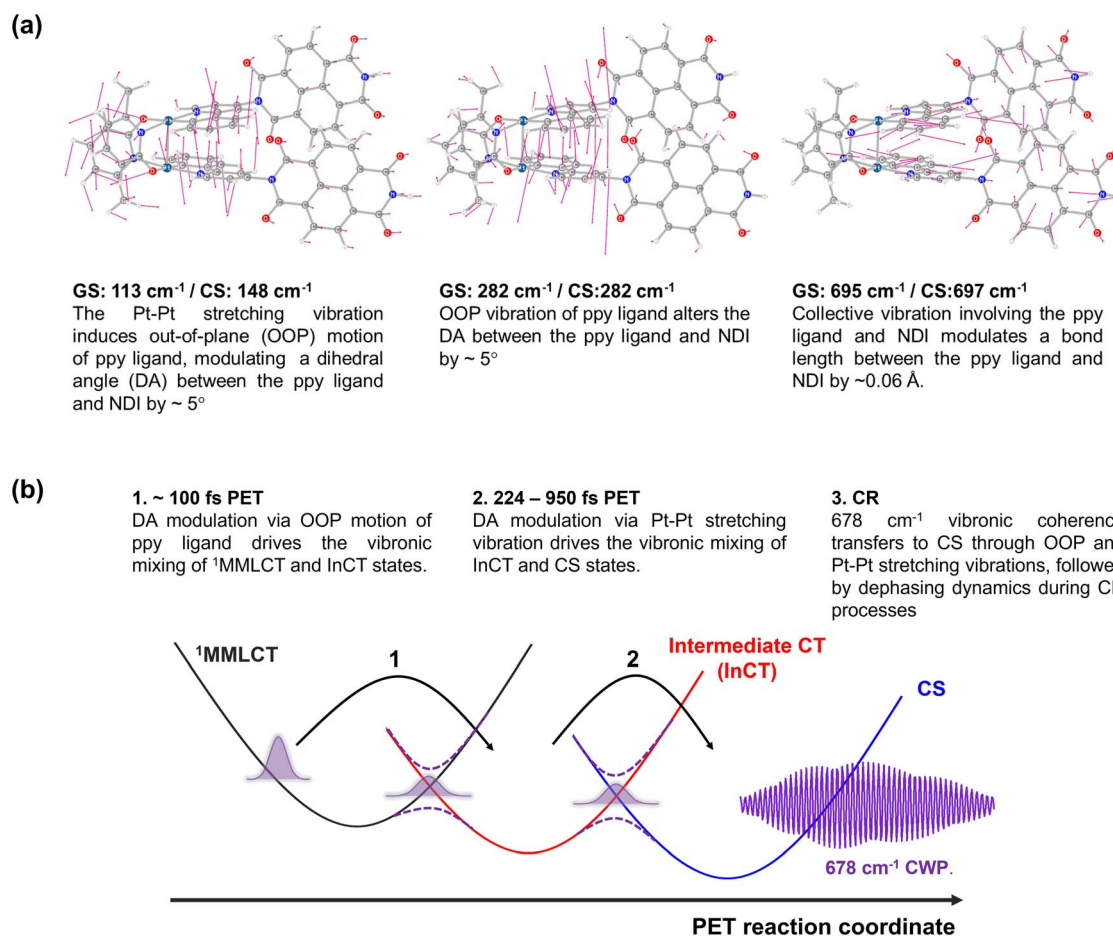 (a)
GS: 113 cm⁻¹ / CS: 148 cm⁻¹
The Pt-Pt stretching vibration
induces out-of-plane (OOP) motion
of ppy ligand, modulating a dihedral
angle (DA) between the ppy ligand
and NDI by ~ 5°
GS: 282 cm⁻¹ / CS:282 cm⁻¹
OOP vibration of ppy ligand alters the
DA between the ppy ligand and NDI
by ~ 5°
GS: 695 cm⁻¹ / CS:697 cm⁻¹
Collective vibration involving the ppy
ligand and NDI modulates a bond
length between the ppy ligand and
NDI by ~0.06 Å.
(b)
1. ~ 100 fs PET
DA modulation via OOP motion of
ppy ligand drives the vibronic
mixing of ¹MMLCT and InCT states.
2. 224 – 950 fs PET
DA modulation via Pt-Pt stretching
vibration drives the vibronic mixing of
InCT and CS states.
3. CR
678 cm⁻¹ vibronic coherenc
transfers to CS through OOP an
Pt-Pt stretching vibrations, followe
by dephasing dynamics during C
processes
¹MMLCT
1
2
Intermediate CT
(InCT)
CS
678 cm⁻¹ CWP.
PET reaction coordinate